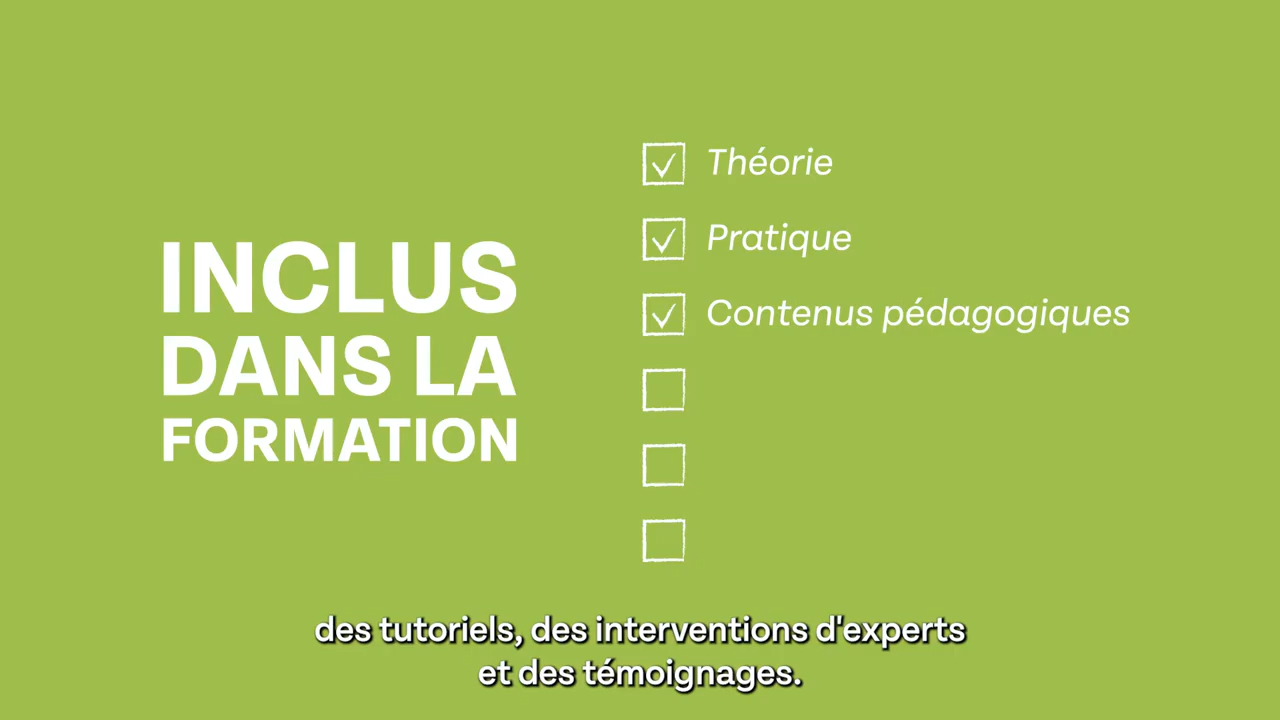 INCLUS
DANS LA
FORMATION
Théorie
Pratique
Contenus pédagogiques
des tutoriels, des interventions d'experts
et des témoignages.